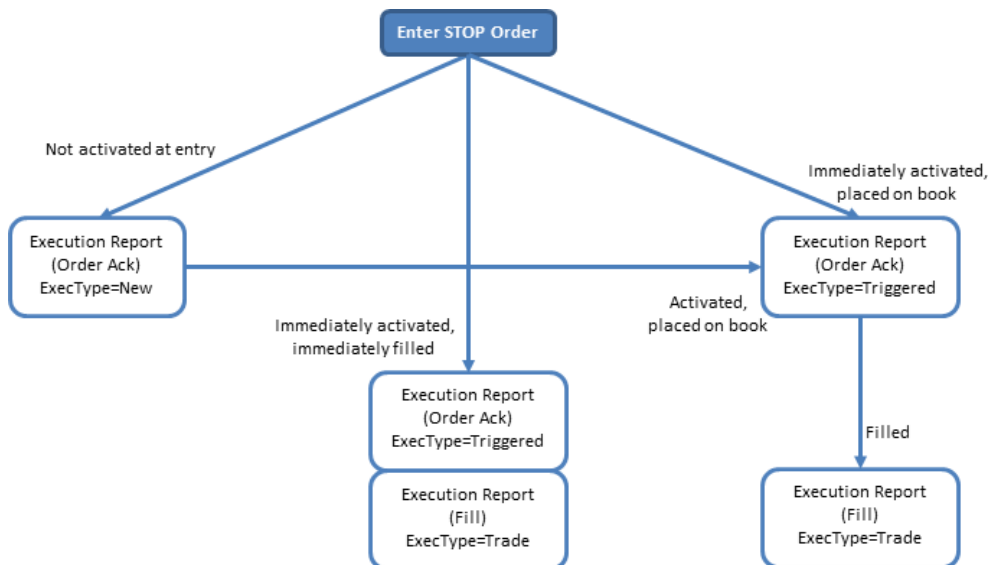 Enter STOP Order
Not activated at entry
Immediately activated,
placed on book
Execution Report
(Order Ack)
ExecType=New
Execution Report
(Order Ack)
ExecType=Triggered
Activated,
placed on book
Immediately activated,
immediately filled
Execution Report
(Order Ack)
ExecType=Triggered
Filled
Execution Report
(Fill)
ExecType=Trade
Execution Report
(Fill)
ExecType=Trade